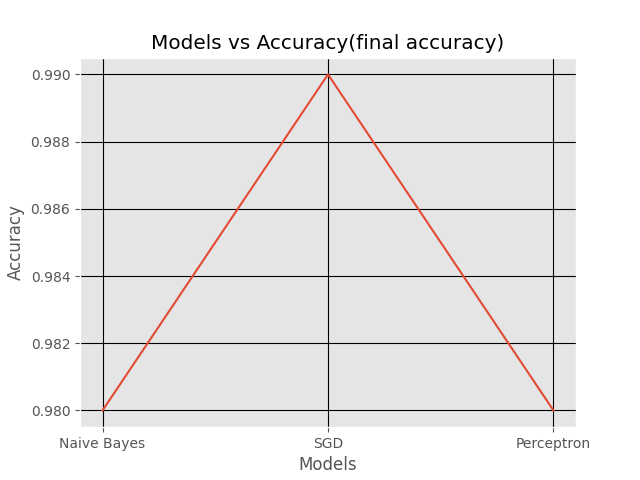 Models vs Accuracy(final accuracy)
0.990
0.988
0.986
0.984
0.982
0.980
Accuracy
Naive Bayes SGD Perceptron
Models